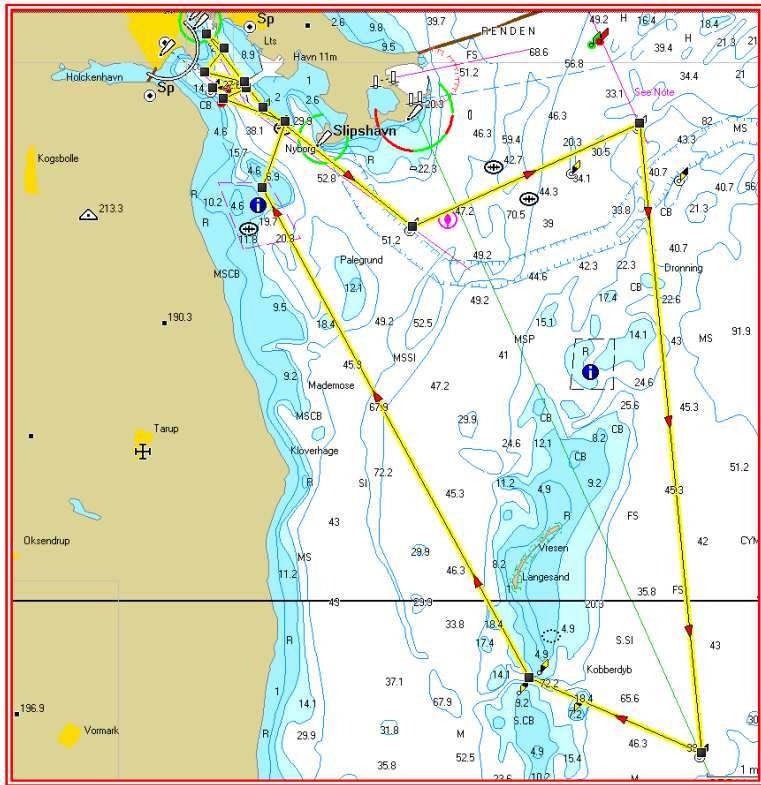 Sp
Lts
8.9
Havn 11m
2.6
9.8
39.7
9.5
RENDEN
FS
68.6
51.2
56.8
49.2
H
16.4
18.4
H
21.3
39.4
34.4
21
33.1
See Note
Holckenhavn
Sp
CB
2
1
2.6
4.6
38.1
29.9
Slipshavn
Nyborg
20.3
R
22.3
46.3
59.4
46.3
20.3
30.5
42.7
34.1
82
MS
43.3
40.7
40.7
56
Kogsbolle
15.7
4.6
6.9
52.8
10.2
4.6
R
R
19.7
11.8
20.3
213.3
47.2
44.3
70.5
39
33.8
CB
21.3
51.2
49.2
40.7
Palegrund
44.6
42.3
22.3
Dronning
MSCB
12.1
49.2
CB
17.4
22.6
9.5
18.4
49.2
52.5
15.1
14.1
190.3
MSP
MS
91.9
43
45.3
MSSI
41
R
9.2
Mademose
47.2
24.6
67.9
25.6
45.3
MSCB
29.9
CB
CB
Tarup
Kloverhage
24.6
12.1
8.2
CB
72.2
51.2
R
SI
45.3
11.2
4.9
9.2
45.3
43
R
FS
Oksendrup
29.9
Vresen
42
CYM
MS
8.2
11.2
46.3
Langesand
1
35.8
FS
43
29.9
20.3
33.8
18.4
4.9
R
17.4
S.SI
43
4.9
Kobberdyb
14.1
72.2
37.1
1
14.1
67.9
9.2
18.4
65.6
196.9
7.2
S.CB
30
Vormark
R
29.9
31.8
M
46.3
4.9
52.5
15.4
35.8
23.6
10.2
M
1 m